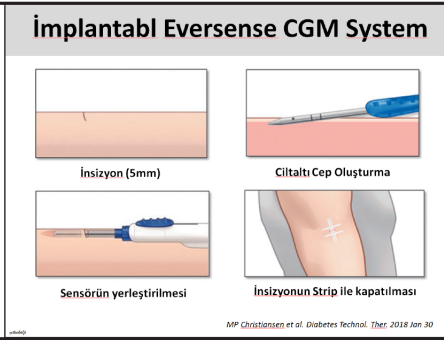 İmplantabl Eversense CGM System
İnsizyon (5mm)
Ciltaltı Cep Oluşturma
Sensörün yerleştirilmesi
İnsizyonun Strip ile kapatılması
MP Christiansen et al. Diabetes Technol. Ther. 2018 Jan 30